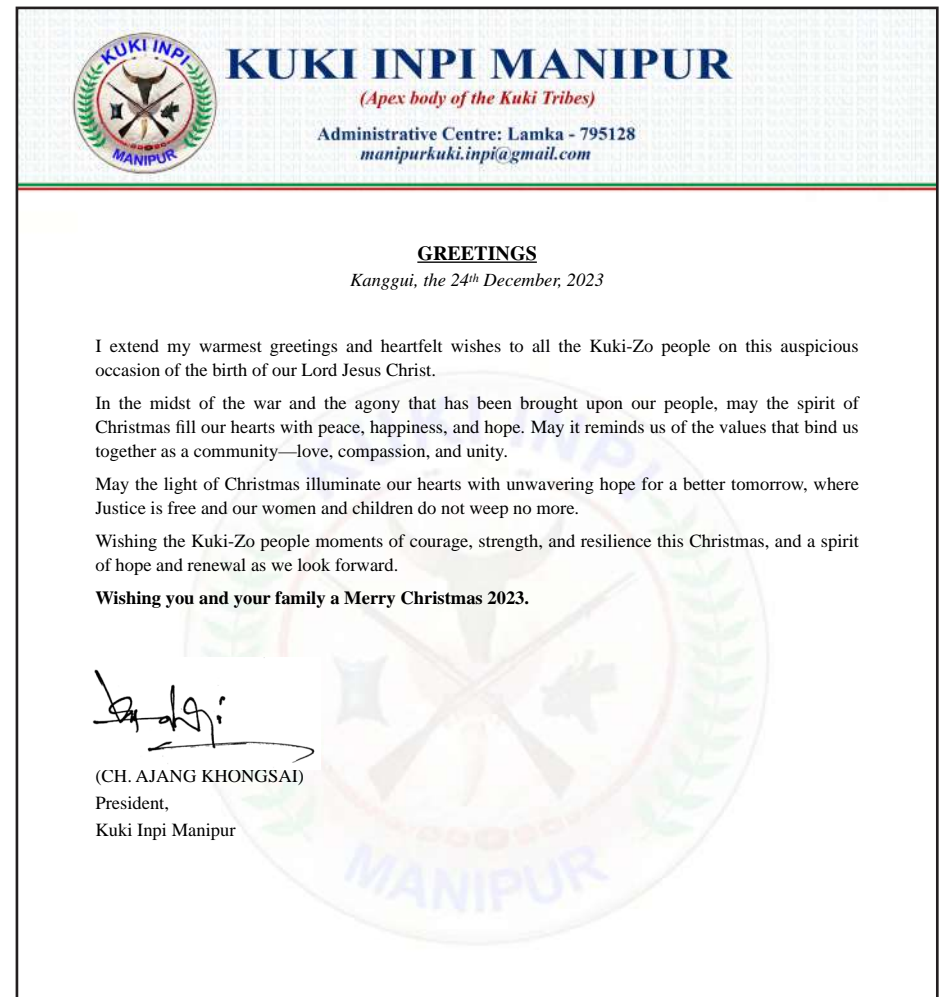 KUKI INPI
MANIPUR
KUKI INPI MANIPUR
(Apex body of the Kuki Tribes)
Administrative Centre: Lamka - 795128
manipurkuki.inpi@gmail.com
GREETINGS
Kanggui, the 24th December, 2023
I extend my warmest greetings and heartfelt wishes to all the Kuki-Zo people on this auspicious
occasion of the birth of our Lord Jesus Christ.
In the midst of the war and the agony that has been brought upon our people, may the spirit of
Christmas fill our hearts with peace, happiness, and hope. May it reminds us of the values that bind us
together as a community—love, compassion, and unity.
May the light of Christmas illuminate our hearts with unwavering hope for a better tomorrow, where
Justice is free and our women and children do not weep no more.
Wishing the Kuki-Zo people moments of courage, strength, and resilience this Christmas, and a spirit
of hope and renewal as we look forward.
Wishing you and your family a Merry Christmas 2023.
(CH. AJANG KHONGSAI)
President,
Kuki Inpi Manipur
KUKI INPI
MANIPUR